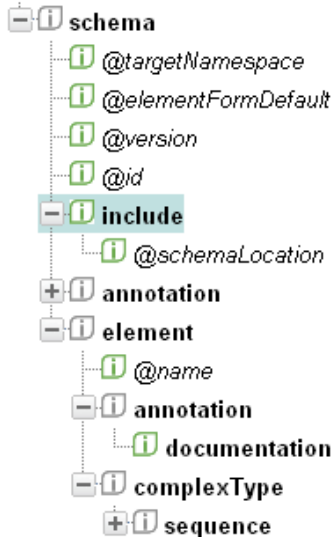 schema
@targetNamespace
@elementFormDefault
@version
@id
include
@schemaLocation
annotation
element
@name
annotation
documentation
complexType
sequence